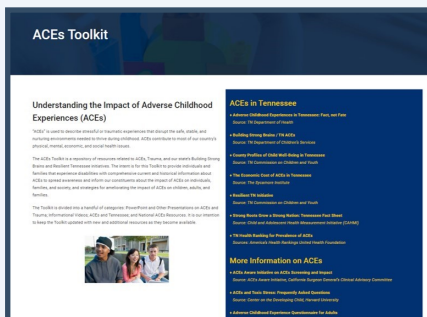 ACEs Toolkit
Understanding the Impact of Adverse Childhood
Experiences (ACEs)
"ACEs" is used to describe stressful or traumatic experiences that disrupt the safe, stable, and
nurturing environments needed to thrive during childhood. ACEs contribute to most of our country's
physical, mental, economic, and social health issues.
The ACEs Toolkit is a repository of resources related to ACEs, Trauma, and our state's Building Strong
Brains and Resilient Tennessee initiatives. The intent is for this Toolkit to provide individuals and
families that experience disabilities with comprehensive current and historical information about
ACEs to spread awareness and inform our constituents about the impact of ACEs on individuals,
families, and society, and strategies for ameliorating the impact of ACEs on children, adults, and
families.
The Toolkit is divided into a handful of categories: PowerPoint and Other Presentations on ACEs and
Trauma; Informational Videos; ACEs and Tennessee; and National ACEs Resources. It is our intention
to keep the Toolkit updated with new and additional resources as they become available.
ACEs in Tennessee
♦ Adverse Childhood Experiences in Tennessee: Fact, not Fate
Source: TN Department of Health
♦ Building Strong Brains / TN ACEs
Source: TN Department of Children's Services
♦ County Profiles of Child Well-Being in Tennessee
Source: TN Commission on Children and Youth
♦ The Economic Cost of ACEs in Tennessee
Source: The Sycamore Institute
♦ Resilient TN Initiative
Source: TN Commission on Children and Youth
♦ Strong Roots Grow a Strong Nation: Tennessee Fact Sheet
Source: Child and Adolescent Health Measurement Initiative (CAHMI)
♦ TN Health Ranking for Prevalence of ACEs
Sources: America's Health Rankings United Health Foundation
More Information on ACEs
♦ ACEs Aware Initiative on ACEs Screening and Impact
Source: ACEs Aware Initiative, California Surgeon General's Clinical Advisory Committee
♦ ACEs and Toxic Stress: Frequently Asked Questions
Source: Center on the Developing Child, Harvard University
♦ Adverse Childhood Experience Questionnaire for Adults